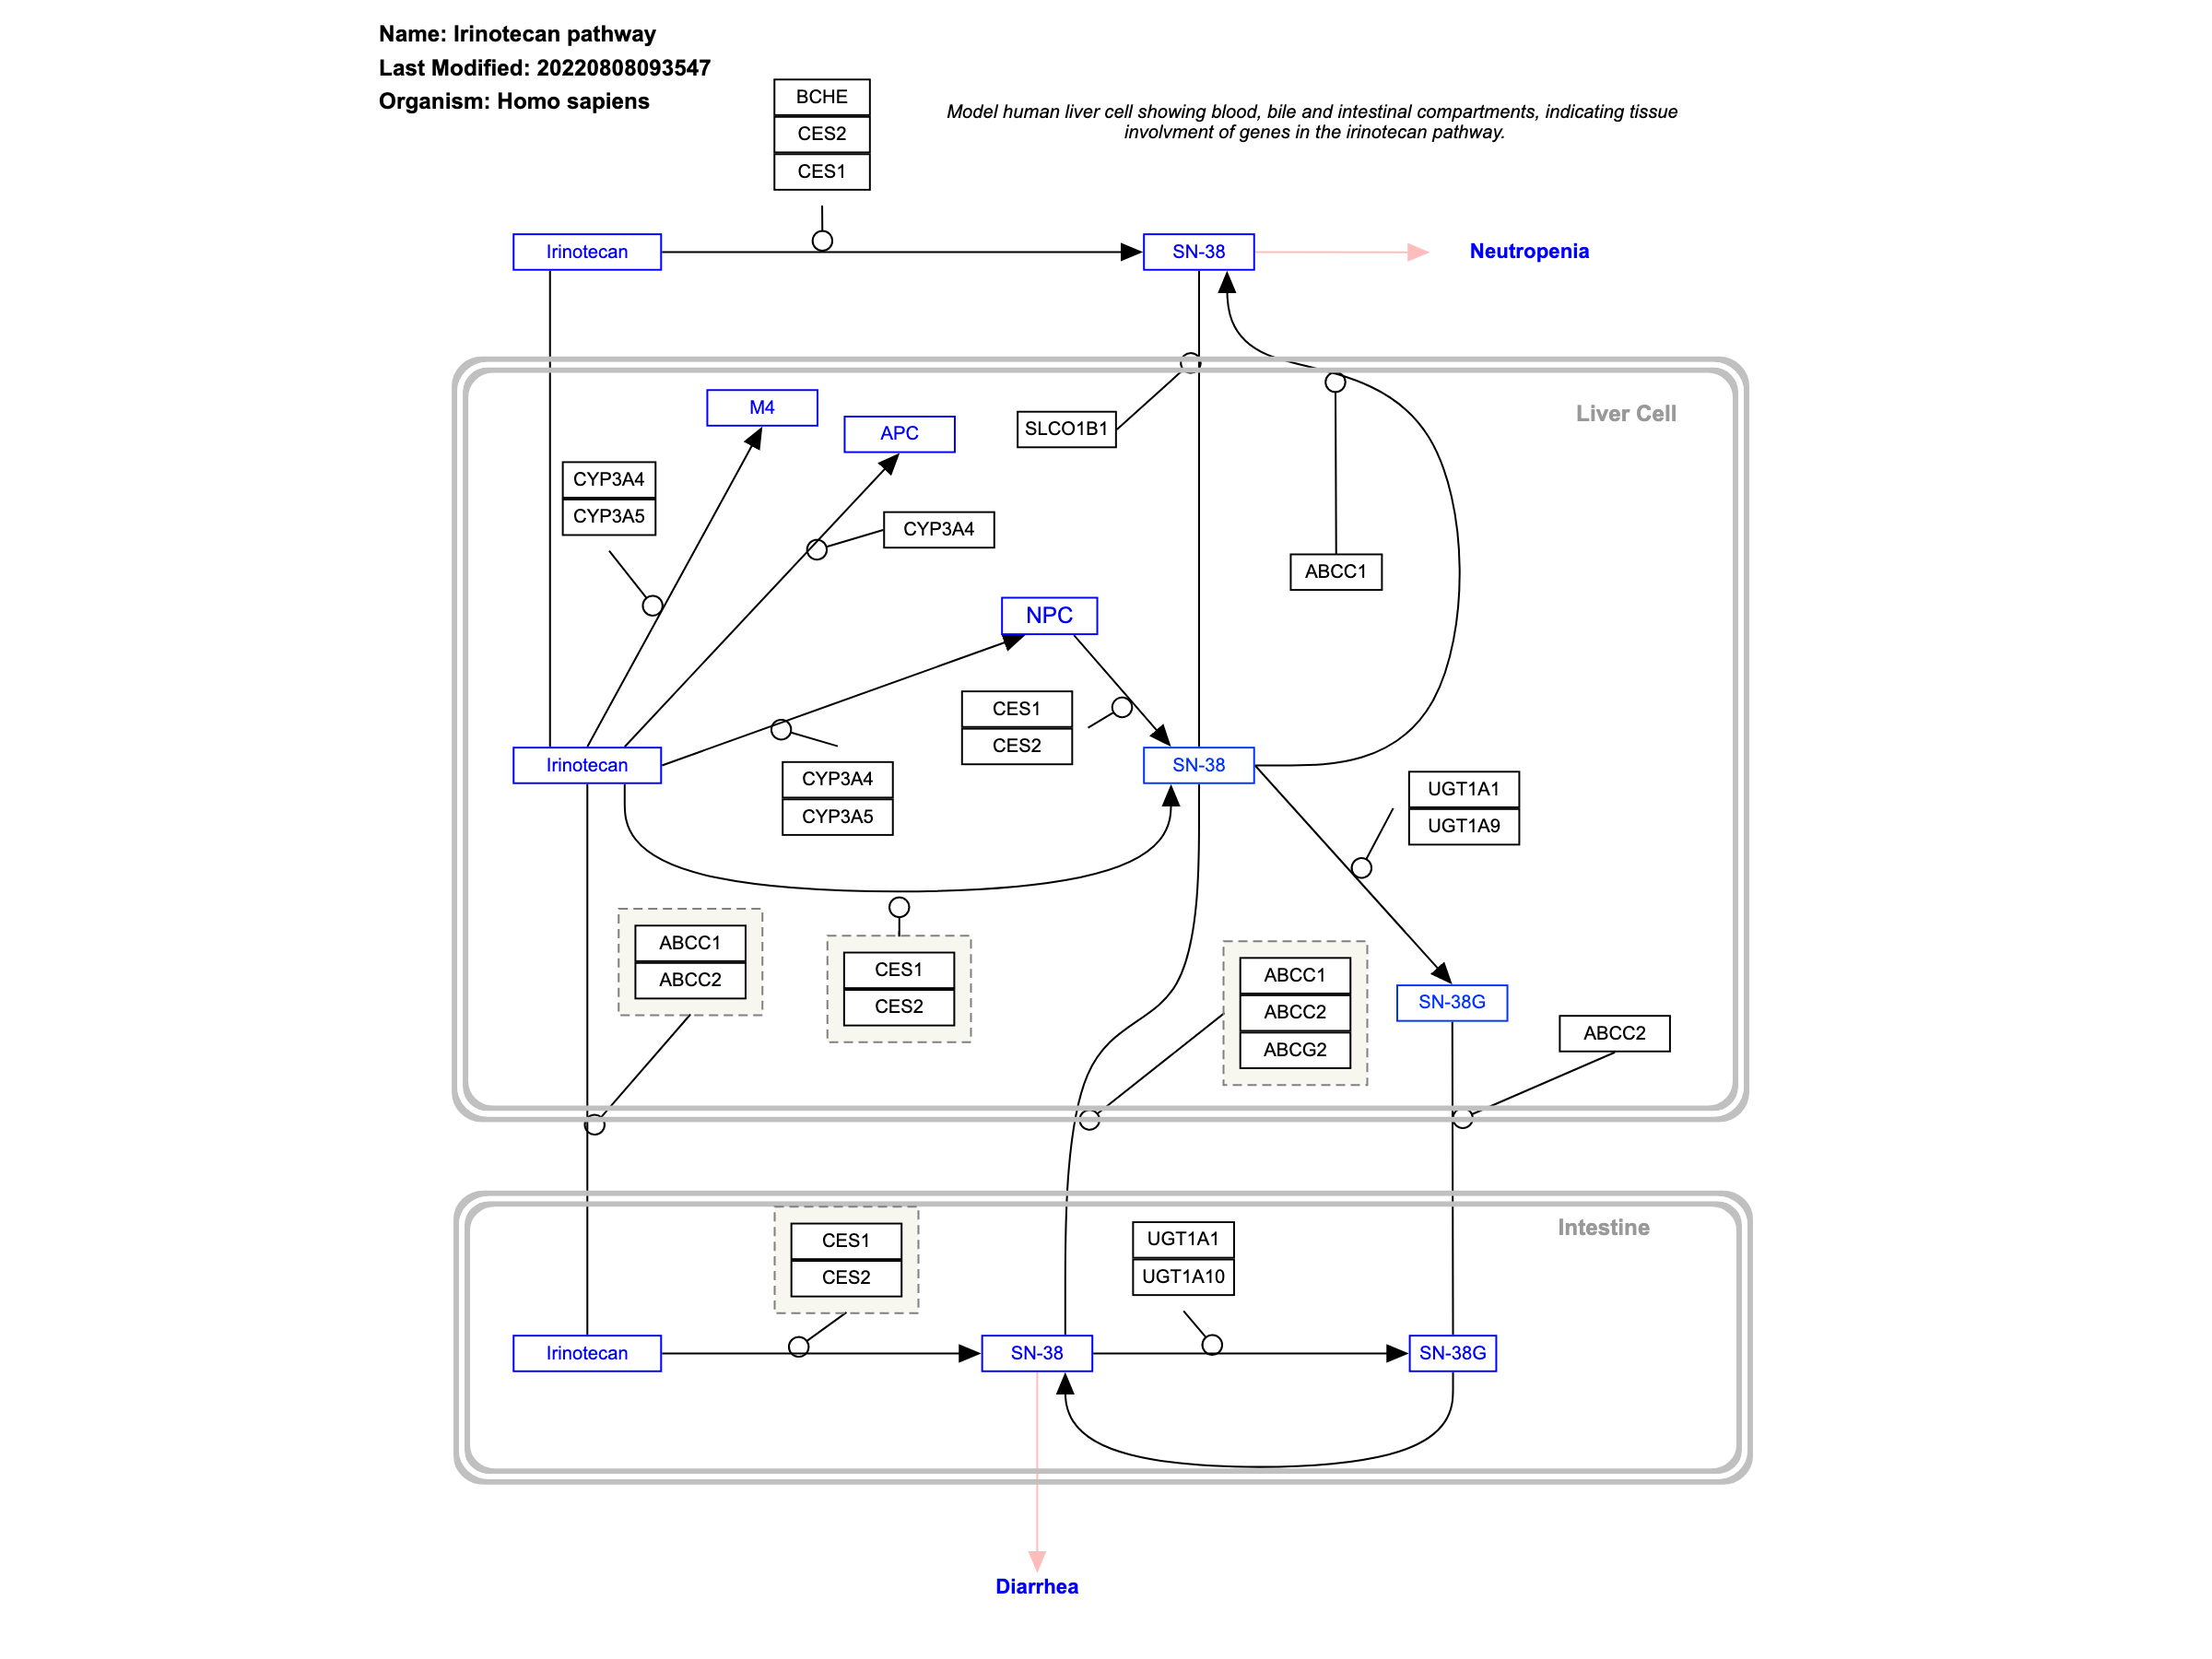 Name: Irinotecan pathway
Last Modified: 20220808093547
Organism: Homo sapiens
BCHE
CES2
CES1
Model human liver cell showing blood, bile and intestinal compartments, indicating tissue
involvment of genes in the irinotecan pathway.
Irinotecan
SN-38
Neutropenia
Liver Cell
M4
APC
SLCO1B1
CYP3A4
CYP3A5
CYP3A4
ABCC1
NPC
CES1
CES2
Irinotecan
SN-38
CYP3A4
CYP3A5
UGT1A1
UGT1A9
ABCC1
ABCC2
CES1
CES2
ABCC1
ABCC2
ABCG2
SN-38G
ABCC2
Intestine
CES1
CES2
UGT1A1
UGT1A10
Irinotecan
SN-38
SN-38G
Diarrhea